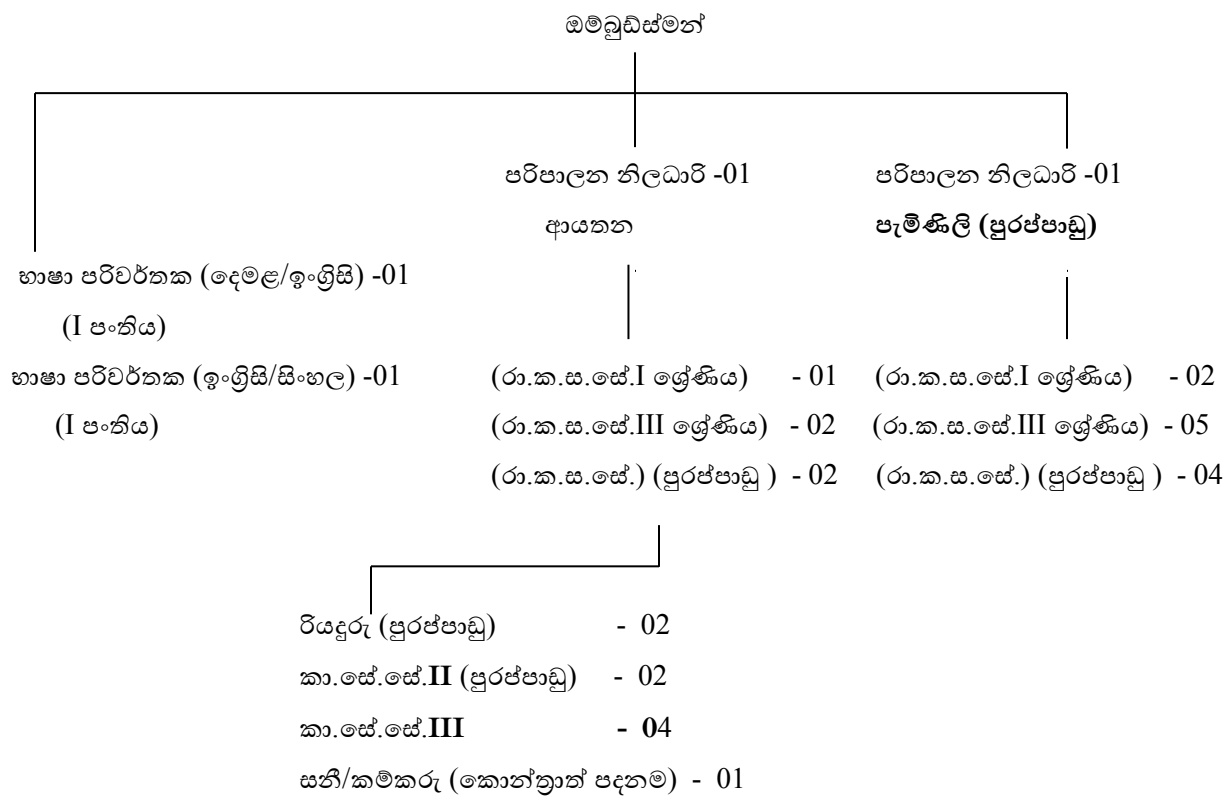 ඔම්බුඩ්ස්මන්
පරිපාලන නිලධාරි -01 පරිපාලන නිලධාරි -01
ආයතන පැමිණිලි (පුරප්පාඩු)
භාෂා පරිවර්තක (දෙමළ/ඉංග්‍රිසි) -01
(I පංතිය)
භාෂා පරිවර්තක (ඉංග්‍රිසි/සිංහල) -01 (රා.ක.ස.සේ.I ශ්‍රේණිය) - 01 (රා.ක.ස.සේ.I ශ්‍රේණිය) - 02
(I පංතිය) (රා.ක.ස.සේ.III ශ්‍රේණිය) - 02 (රා.ක.ස.සේ.III ශ්‍රේණිය) - 05
(රා.ක.ස.සේ.) (පුරප්පාඩු ) - 02 (රා.ක.ස.සේ.) (පුරප්පාඩු ) - 04
රියදුරු (පුරප්පාඩු) - 02
කා.සේ.සේ.II (පුරප්පාඩු) - 02
කා.සේ.සේ.III - 04
සනී/කම්කරු (කොන්ත්‍රාත් පදනම) - 01